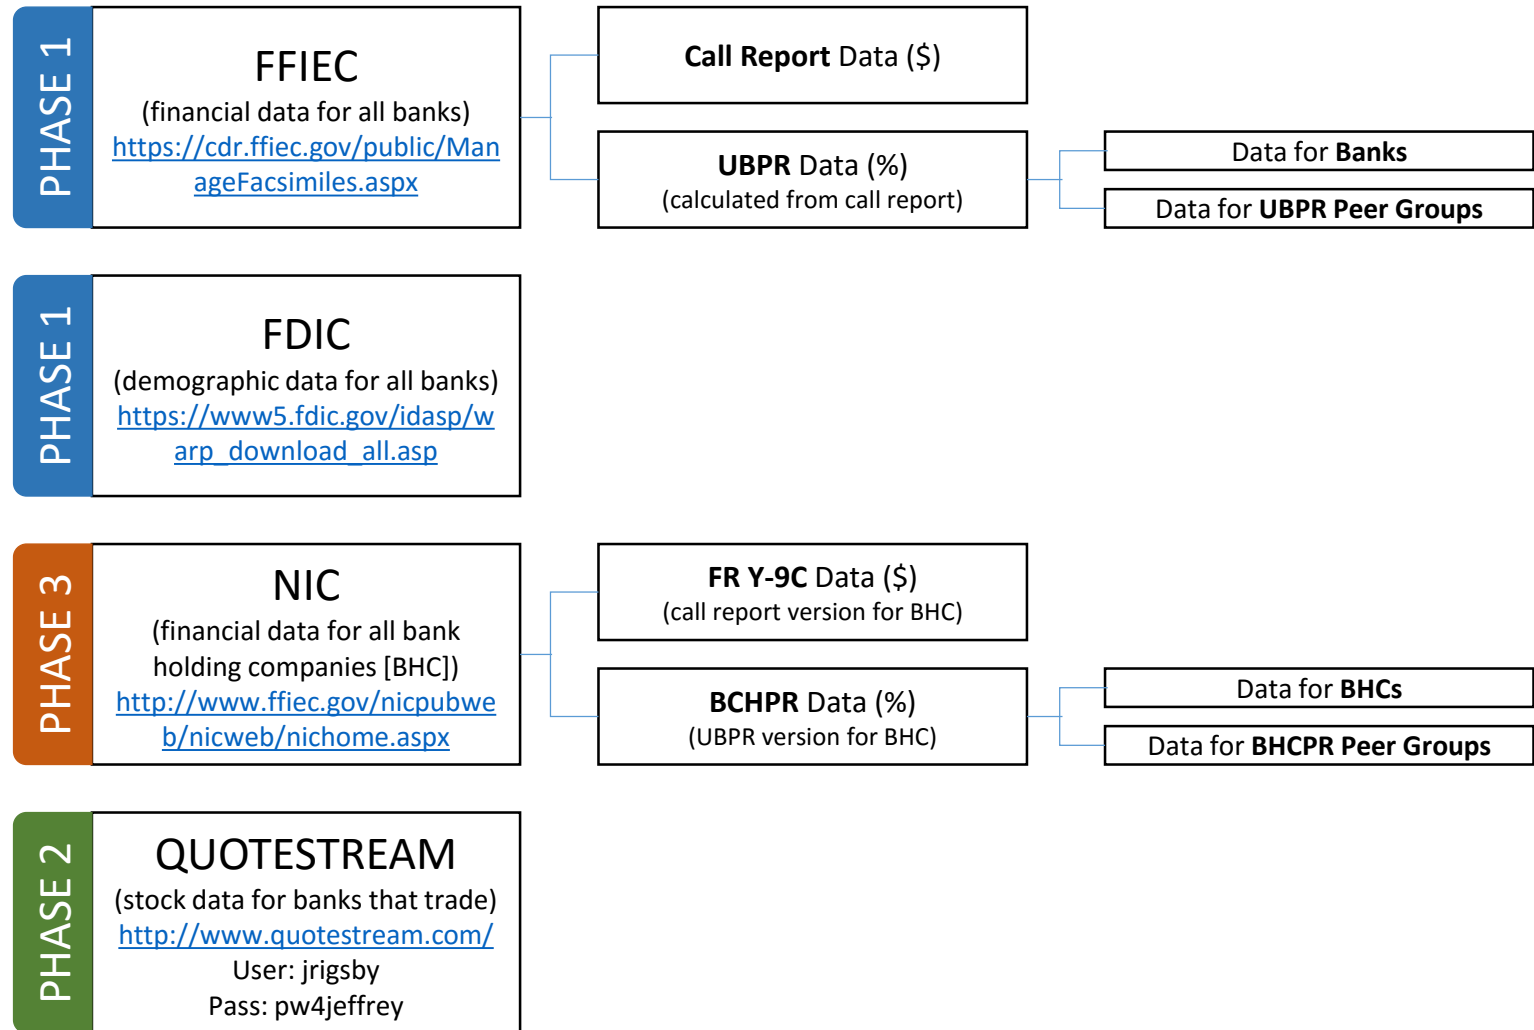 PHASE 1
FFIEC
(financial data for all banks)
https://cdr.ffiec.gov/public/Man
ageFacsimiles.aspx
Call Report Data ($)
UBPR Data (%)
(calculated from call report)
Data for Banks
Data for UBPR Peer Groups
PHASE 1
FDIC
(demographic data for all banks)
https://www5.fdic.gov/idasp/w
arp_download_all.asp
PHASE 3
NIC
(financial data for all bank
holding companies [BHC])
http://www.ffiec.gov/nicpubwe
b/nicweb/nichome.aspx
FR Y-9C Data ($)
(call report version for BHC)
BCHPR Data (%)
(UBPR version for BHC)
Data for BHCs
Data for BHCPR Peer Groups
PHASE 2
QUOTESTREAM
(stock data for banks that trade)
http://www.quotestream.com/
User: jrigsby
Pass: pw4jeffrey